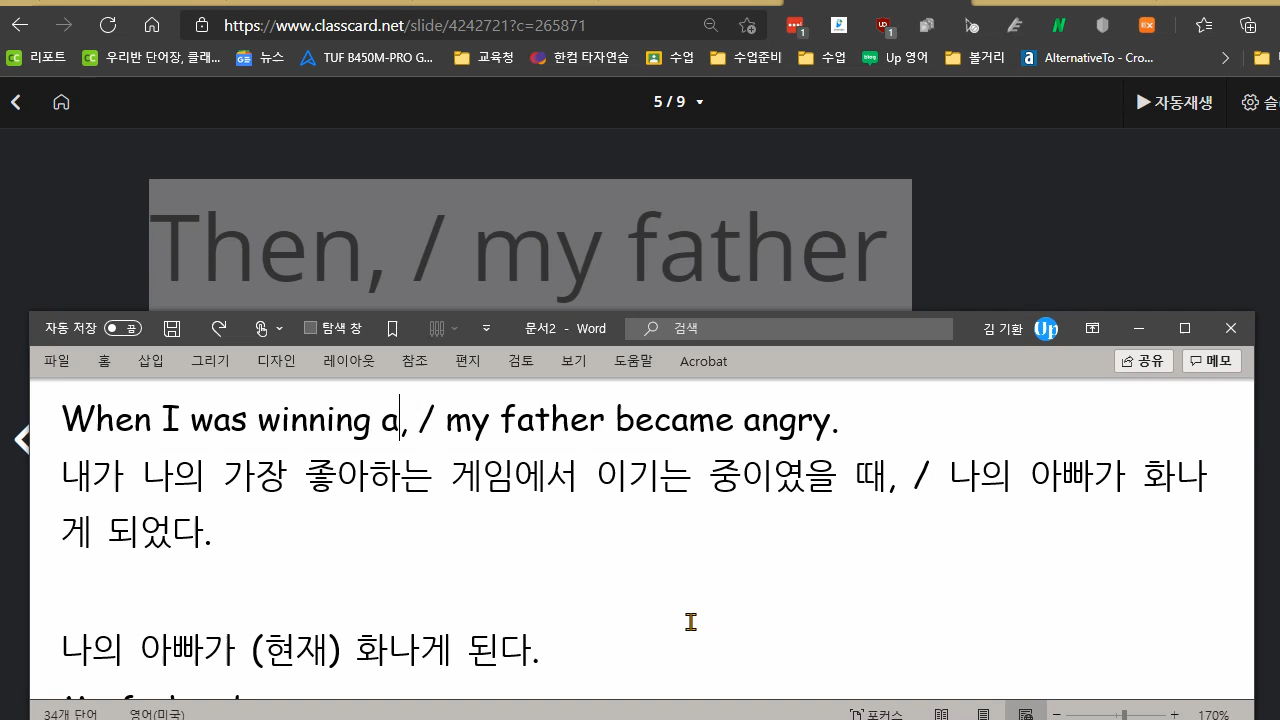 https://www.classcard.net/slide/4242721?c=265871
1
1
EX
리포트 우리반 단어장, 클래... 뉴스 TUF B450M-PRO G... 교육청 한컴 타자연습 수업 수업준비 수업 Up 영어 볼거리 AlternativeTo - Cro...
5 / 9 자동재생 슬
Then, / my father
자동 저장 끔 탐색 창 문서2 - Word 검색 김 기환 Up
파일 홈 삽입 그리기 디자인 레이아웃 참조 편지 검토 보기 도움말 Acrobat 공유 메모
When I was winning a, / my father became angry.
내가 나의 가장 좋아하는 게임에서 이기는 중이였을 때, / 나의 아빠가 화나
게 되었다.
나의 아빠가 (현재) 화나게 된다.
34개 단어 영어(미국) 포커스 170%